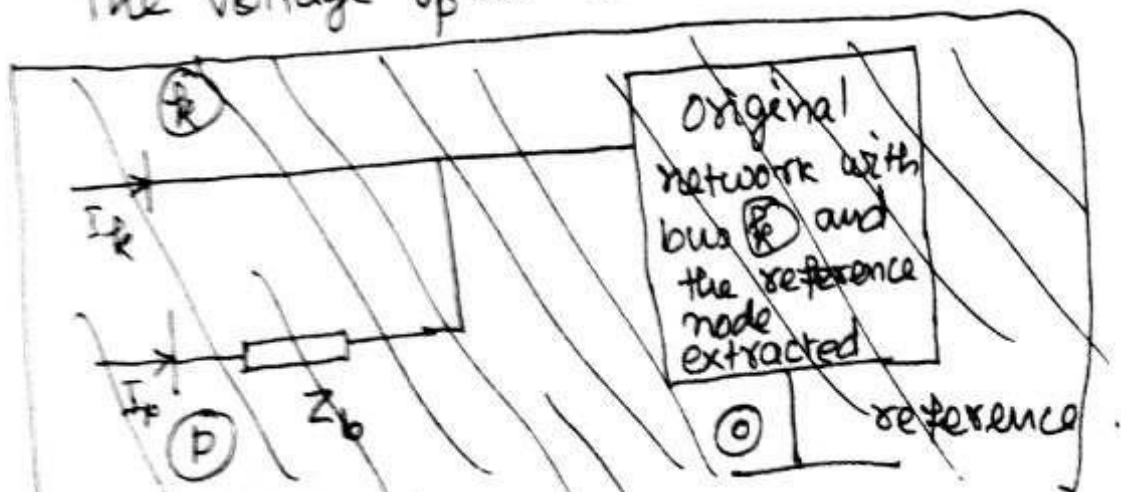 The voltage
(k)
original
network with
bus (k) and
the reference
node
extracted
I_k
I_p
Z_b
(P)
(0)
reference.